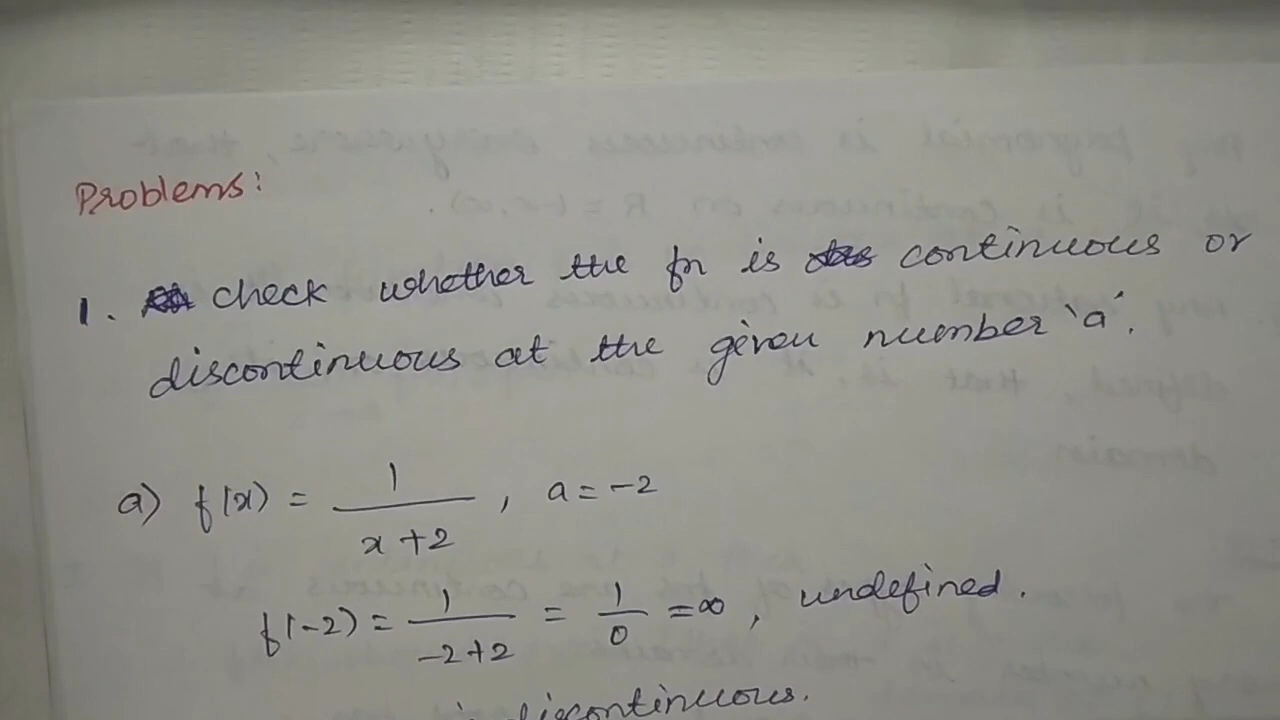 Problems:
1. check whether the fn is continuous or
discontinuous at the given number 'a'.
a) f(x) = 1/(x+2), a = -2
f(-2) = 1/(-2+2) = 1/0 = ∞, undefined.
is discontinuous.